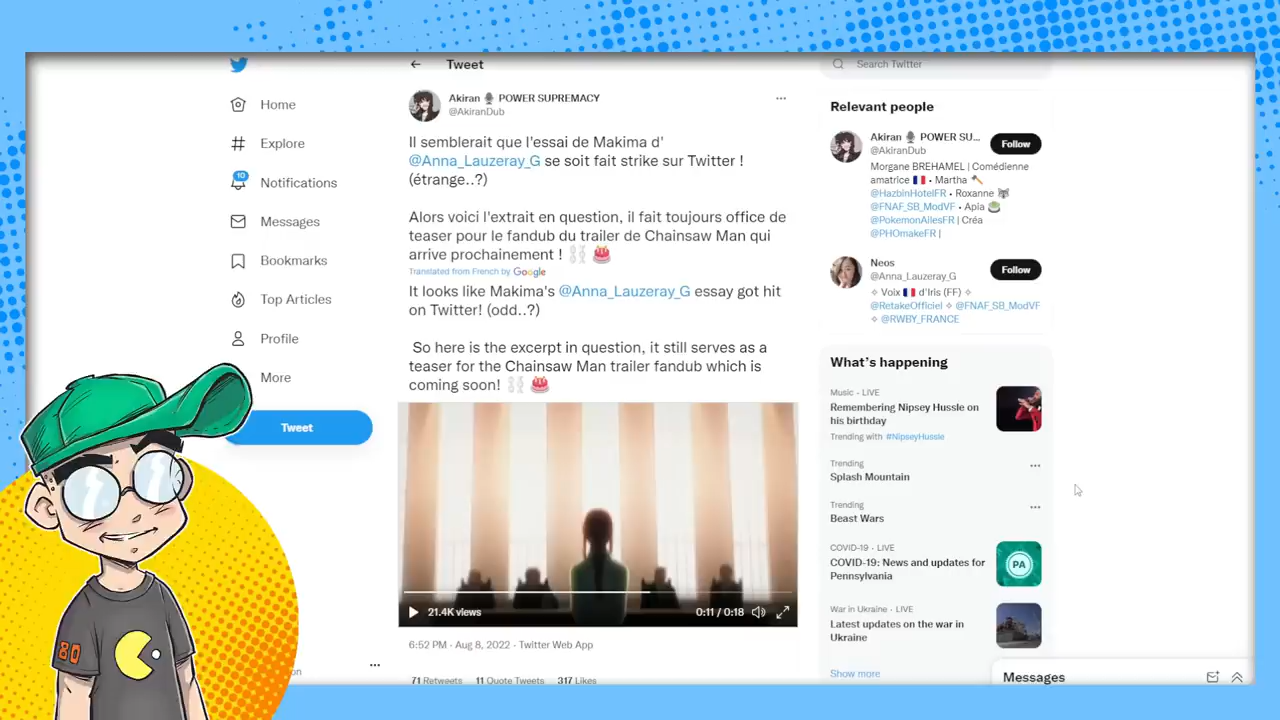 Home
Explore
10
Notifications
Messages
Bookmarks
Top Articles
Profile
More
Tweet
80
Tweet
Akiran POWER SUPREMACY
@AkiranDub
Il semblerait que l'essai de Makima d'
@Anna_Lauzeray_G se soit fait strike sur Twitter !
(étrange..?)
Alors voici l'extrait en question, il fait toujours office de
teaser pour le fandub du trailer de Chainsaw Man qui
arrive prochainement !
Translated from French by Google
It looks like Makima's @Anna_Lauzeray_G essay got hit
on Twitter! (odd..?)
So here is the excerpt in question, it still serves as a
teaser for the Chainsaw Man trailer fandub which is
coming soon!
21.4K views
0:11 / 0:18
6:52 PM · Aug 8, 2022 · Twitter Web App
71 Retweets 11 Quote Tweets 317 Likes
Search Twitter
Relevant people
Akiran POWER SU...
@AkiranDub
Follow
Morgane BREHAMEL | Comédienne
amatrice • Martha
@HazbinHotelFR • Roxanne
@FNAF_SB_ModVF • Apia
@PokemonAilesFR | Créa
@PHOmakeFR |
Neos
@Anna_Lauzeray_G
Follow
✧ Voix d'Iris (FF) ✧
@RetakeOfficiel ✧ @FNAF_SB_ModVF
✧ @RWBY_FRANCE
What's happening
Music · LIVE
Remembering Nipsey Hussle on
his birthday
Trending with #NipseyHussle
Trending
Splash Mountain
Trending
Beast Wars
COVID-19 · LIVE
COVID-19: News and updates for
Pennsylvania
PA
War in Ukraine · LIVE
Latest updates on the war in
Ukraine
Show more
Messages